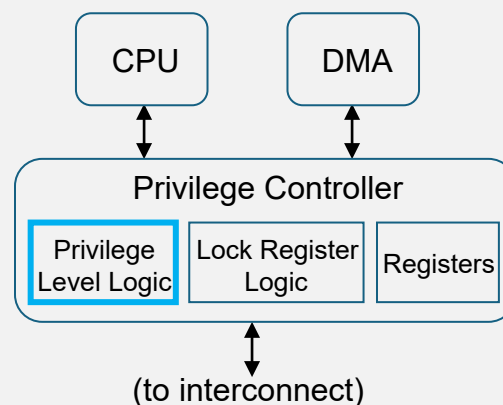 CPU
DMA
Privilege Controller
Privilege
Level Logic
Lock Register
Logic
Registers
(to interconnect)